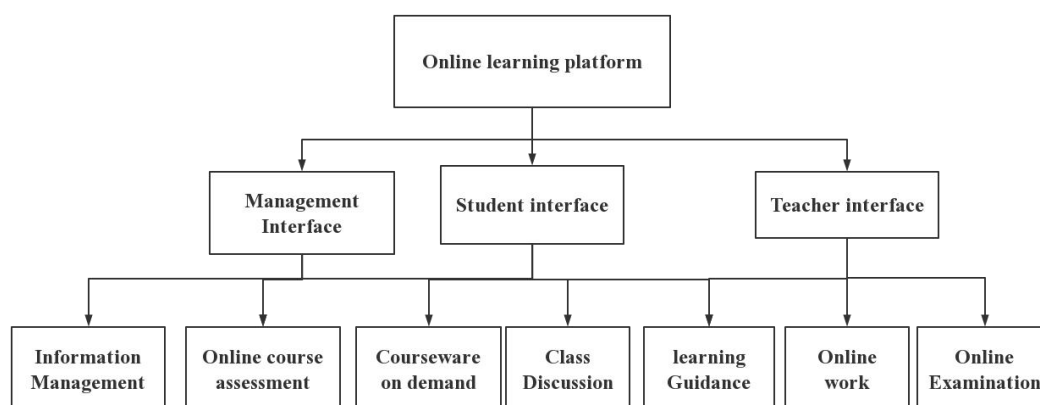 Online learning platform
Management
Interface
Student interface
Teacher interface
Information
Management
Online course
assessment
Courseware
on demand
Class
Discussion
learning
Guidance
Online
work
Online
Examination